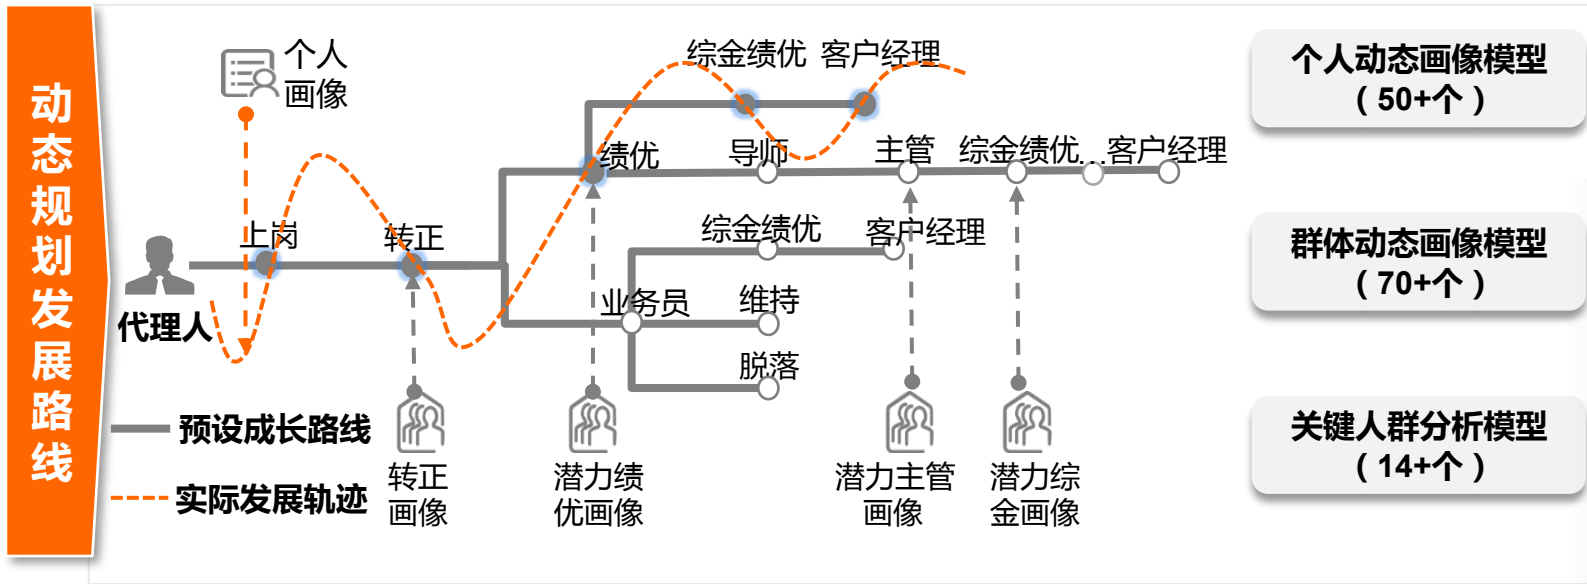 动态规划发展路线
个人
画像
综金绩优
客户经理
绩优
导师
主管
综金绩优
...
客户经理
上岗
转正
综金绩优
客户经理
代理人
业务员
维持
脱落
预设成长路线
实际发展轨迹
转正
画像
潜力绩
优画像
潜力主管
画像
潜力综
金画像
个人动态画像模型
（50+个）
群体动态画像模型
（70+个）
关键人群分析模型
（14+个）